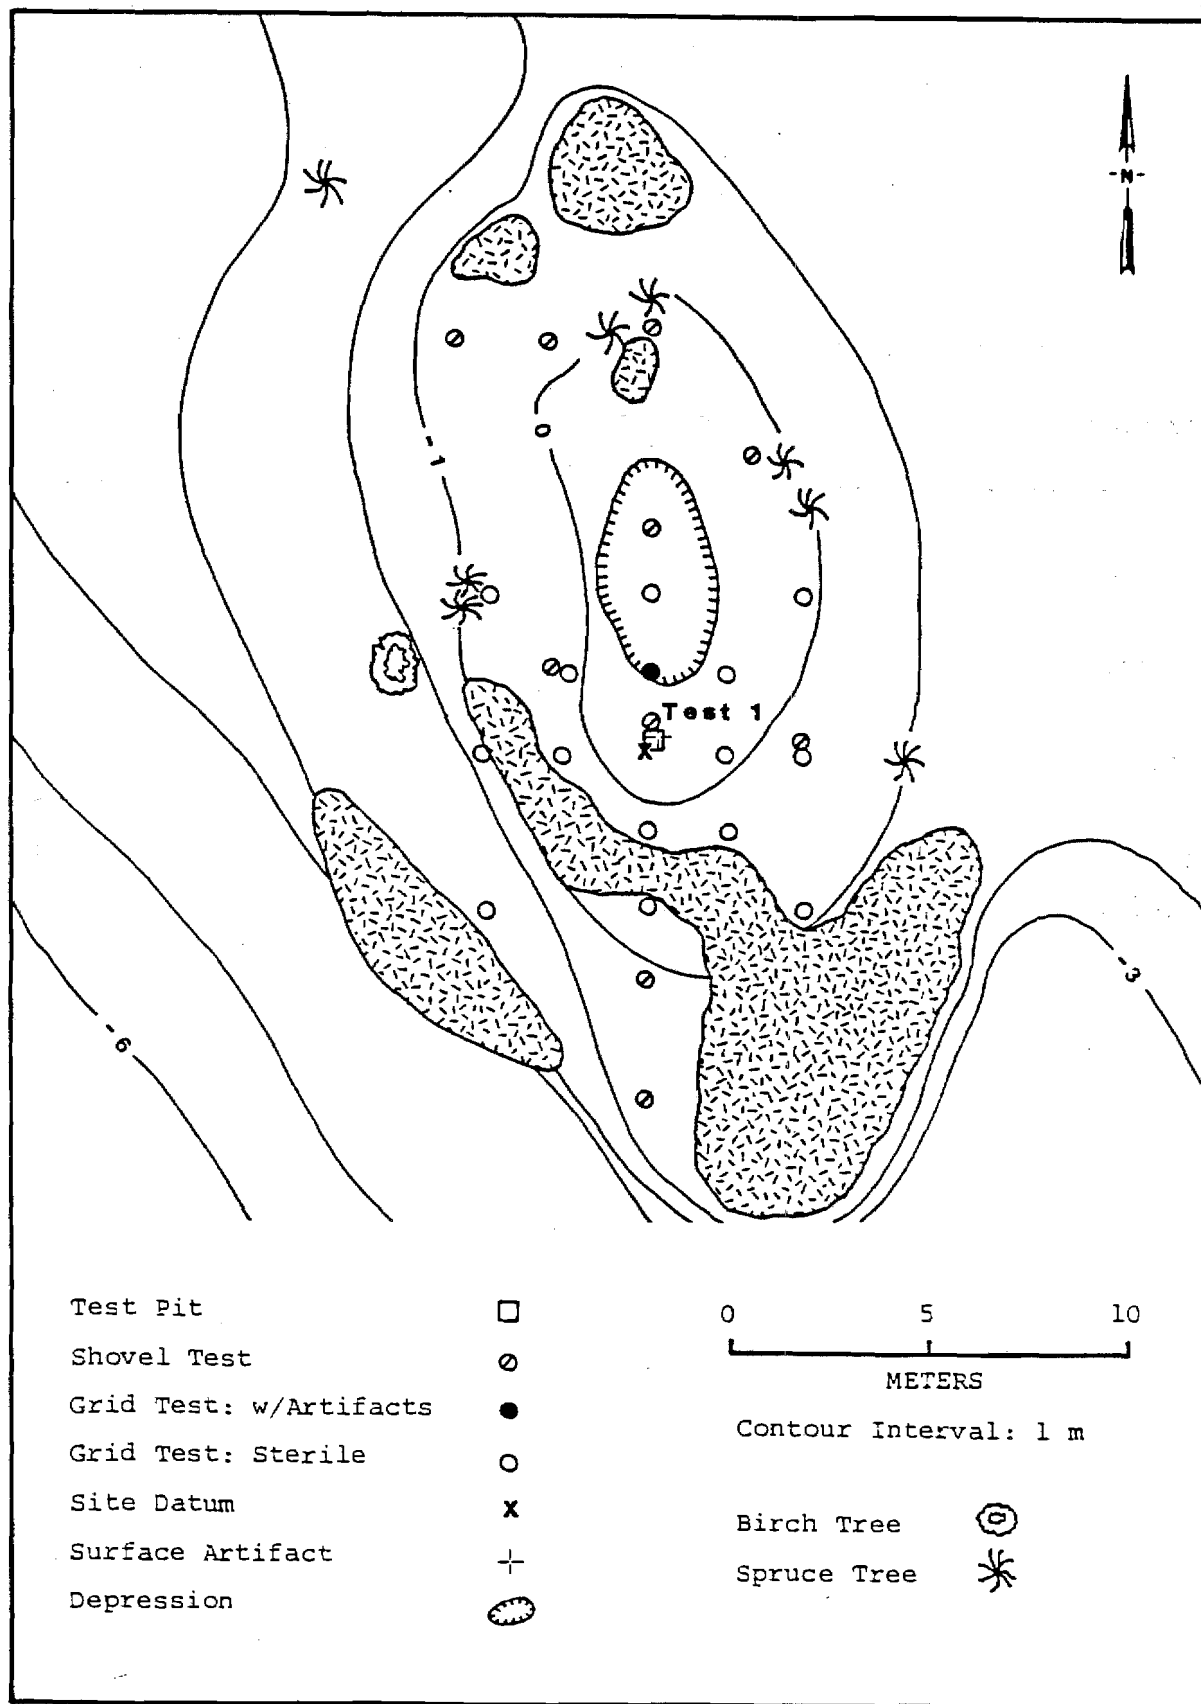 -N-
-1
0
Test 1
-3
-6
Test Pit
Shovel Test
Grid Test: w/Artifacts
Grid Test: Sterile
Site Datum
x
Surface Artifact
Depression
0 5 10
METERS
Contour Interval: 1 m
Birch Tree
Spruce Tree